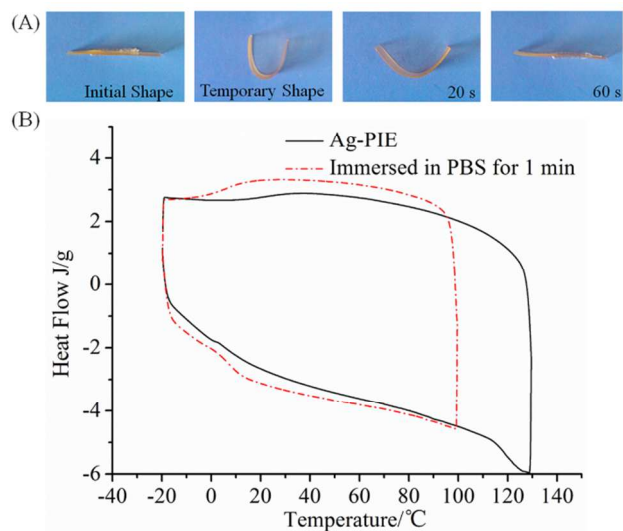 (A)
Initial Shape
Temporary Shape
20 s
60 s
(B)
Ag-PIE
Immersed in PBS for 1 min
Heat Flow J/g
4
2
0
-2
-4
-6
-40 -20 0 20 40 60 80 100 120 140
Temperature/℃